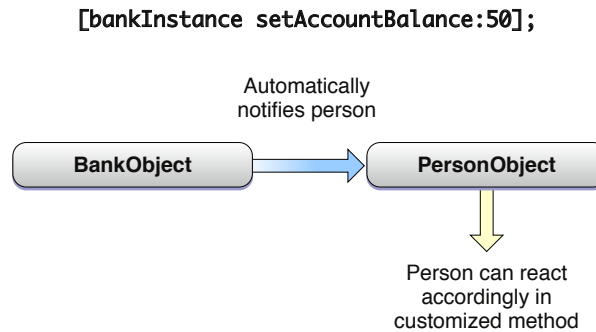 [bankInstance setAccountBalance:50];
Automatically
notifies person
BankObject
PersonObject
Person can react
accordingly in
customized method